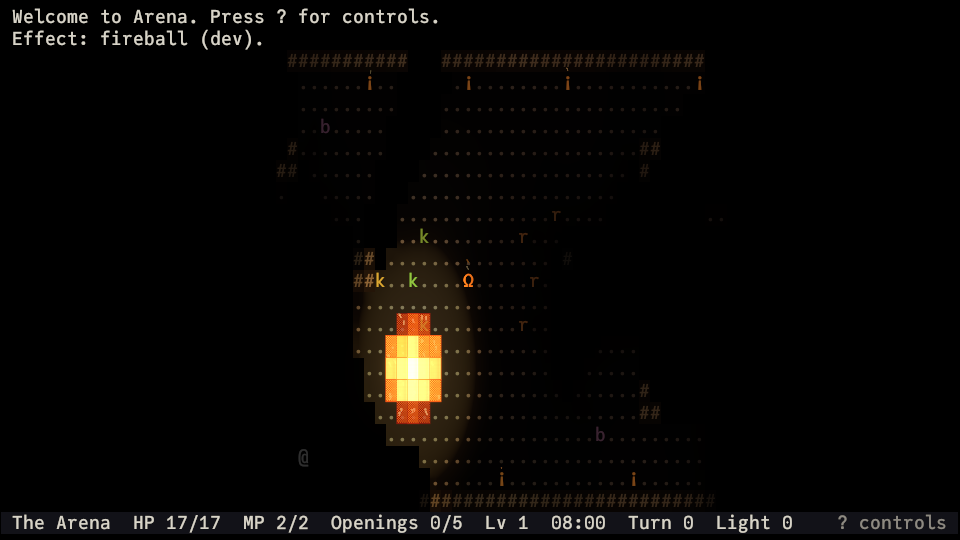 Welcome to Arena. Press ? for controls.
Effect: fireball (dev).
###########   ########################
.......i..   .i........i...........i
b
#   ##
##   #
r
k   r
##   #
##k   k   Ω   r
r
#
##
b
@
i   i
##########################
The Arena  HP 17/17  MP 2/2  Openings 0/5  Lv 1  08:00  Turn 0  Light 0  ? controls